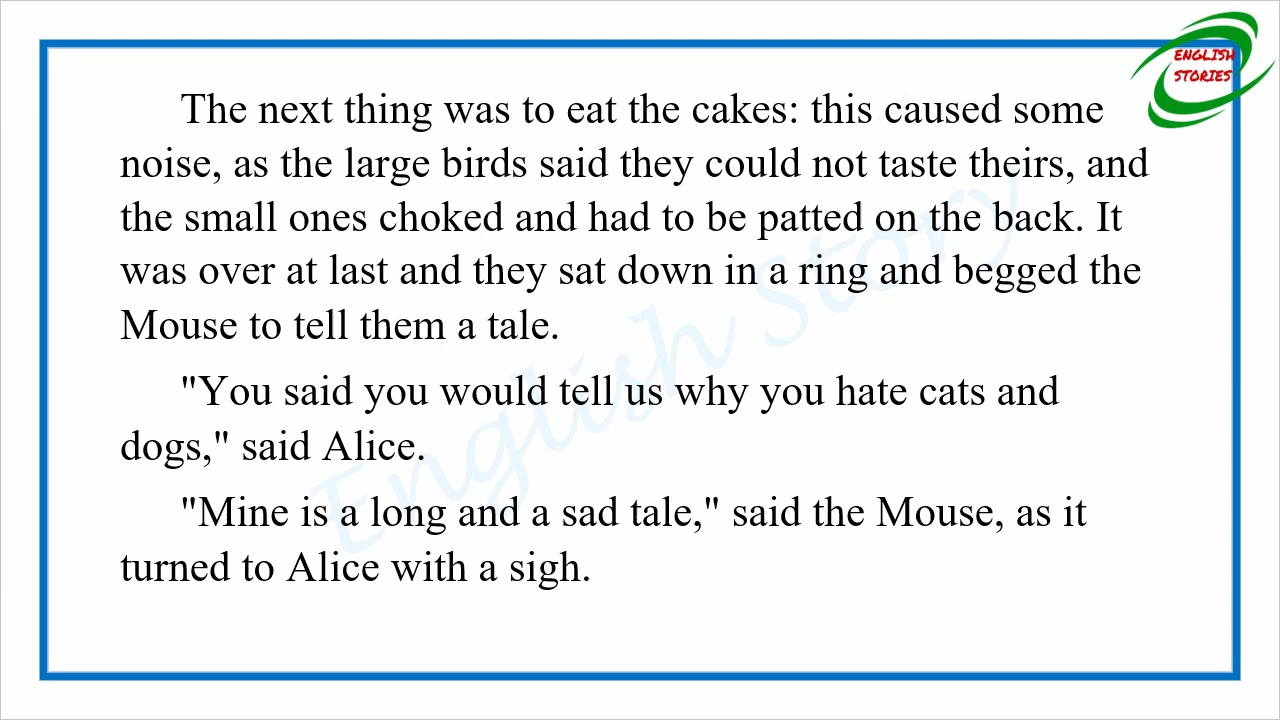 ENGLISH
STORIES
The next thing was to eat the cakes: this caused some
noise, as the large birds said they could not taste theirs, and
the small ones choked and had to be patted on the back. It
was over at last and they sat down in a ring and begged the
Mouse to tell them a tale.
"You said you would tell us why you hate cats and
dogs," said Alice.
"Mine is a long and a sad tale," said the Mouse, as it
turned to Alice with a sigh.
English Story